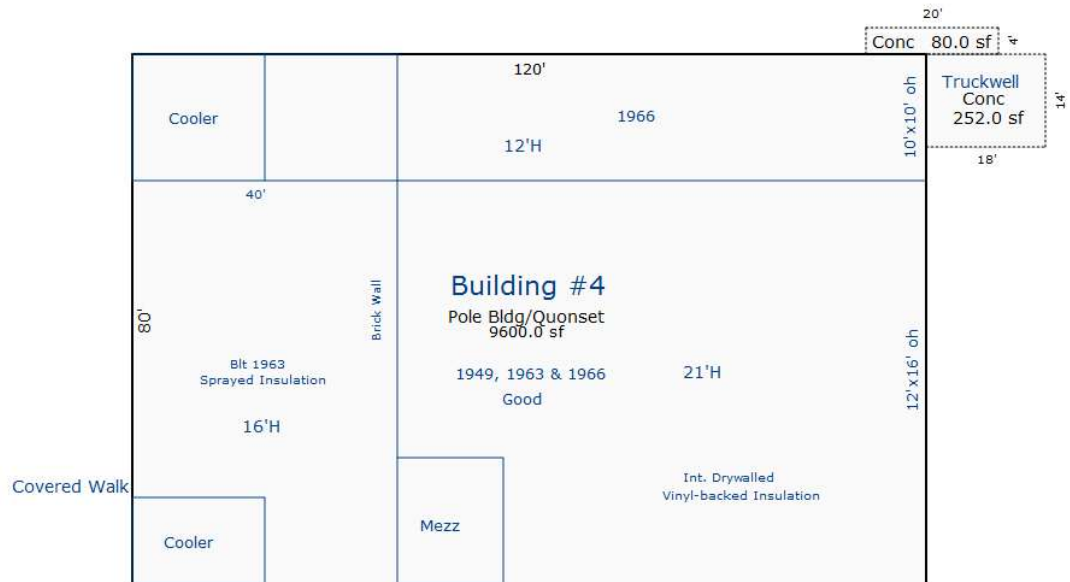 20'
Conc 80.0 sf
4'
120'
Truckwell
Conc
252.0 sf
14'
18'
10'x10' oh
Cooler
1966
12'H
40'
Building #4
Pole Bldg/Quonset
9600.0 sf
80'
Brick Wall
Blt 1963
Sprayed Insulation
1949, 1963 & 1966
Good
21'H
12'x16' oh
16'H
Covered Walk
Int. Drywalled
Vinyl-backed Insulation
Mezz
Cooler